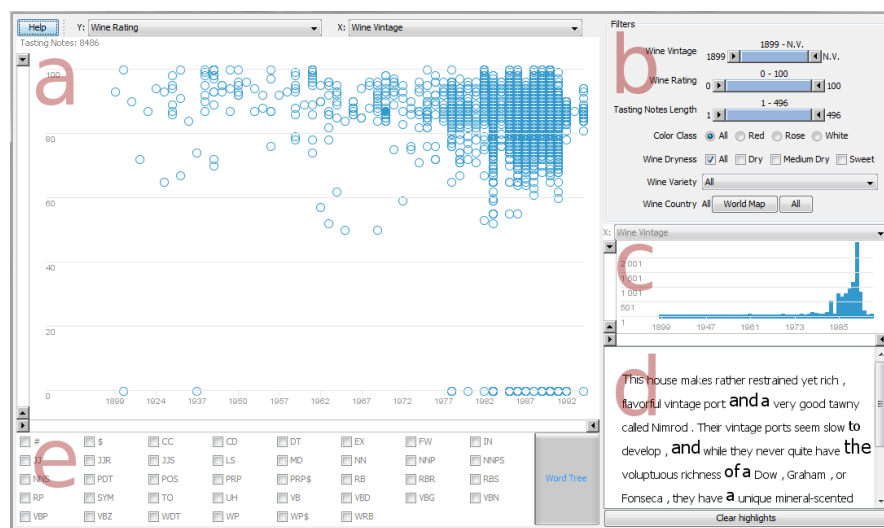 Help Y: Wine Rating X: Wine Vintage
Tasting Notes: 8486
a
100
80
60
40
20
0
1899 1924 1937 1950 1957 1962 1967 1972 1977 1982 1987 1992
e
# $ CC CD DT EX FW IN
JJ JJR JJS LS MD NN NNP NNPS
NNS PDT POS PRP PRP$ RB RBR RBS
RP SYM TO UH VB VBD VBG VBN
VBP VBZ WDT WP WP$ WRB
Word Tree
Filters
b
1899 - N.V.
Wine Vintage 1899 N.V.
0 - 100
Wine Rating 0 100
1 - 496
Tasting Notes Length 1 496
Color Class All Red Rose White
Wine Dryness All Dry Medium Dry Sweet
Wine Variety All
Wine Country All World Map All
X: Wine Vintage
c
2 001
1 501
1 001
501
1
1899 1947 1961 1973 1985
d
This house makes rather restrained yet rich ,
flavorful vintage port and a very good tawny
called Nimrod . Their vintage ports seem slow to
develop , and while they never quite have the
voluptuous richness of a Dow , Graham , or
Fonseca , they have a unique mineral-scented
Clear highlights